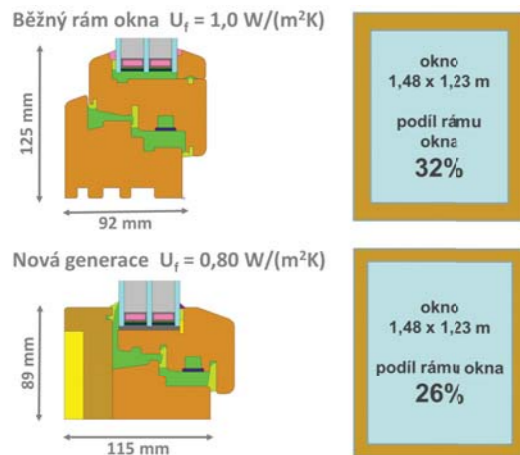 Běžný rám okna U_f = 1,0 W/(m²K)
125 mm
92 mm
okno
1,48 x 1,23 m
podíl rámu
okna
32%
Nová generace U_f = 0,80 W/(m²K)
89 mm
115 mm
okno
1,48 x 1,23 m
podíl rámu okna
26%